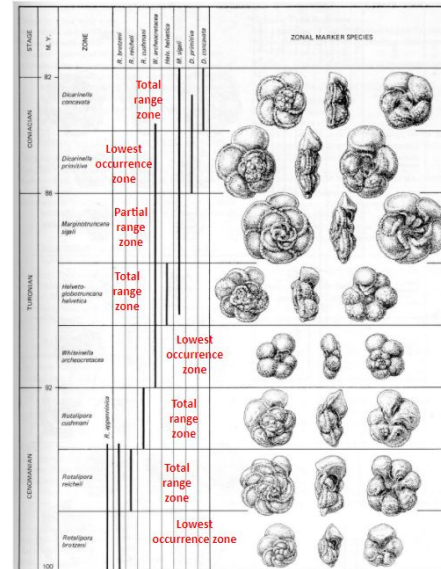 STAGE
M. Y.
ZONE
R. brotzeni
R. reicheli
R. cushmani
W. archeocretacea
Helv. helvetica
M. sigali
D. primitiva
D. concavata
ZONAL MARKER SPECIES
CONIACIAN
82
Dicarinella
concavata
Total
range
zone
Dicarinella
primitiva
Lowest
occurrence
zone
86
TURONIAN
Marginotruncana
sigali
Partial
range
zone
Helveto-
globotruncana
helvetica
Total
range
zone
Whiteinella
archeocretacea
Lowest
occurrence
zone
92
CENOMANIAN
R. appenninica
Rotalipora
cushmani
Total
range
zone
Rotalipora
reicheli
Total
range
zone
Rotalipora
brotzeni
Lowest
occurrence zone
100